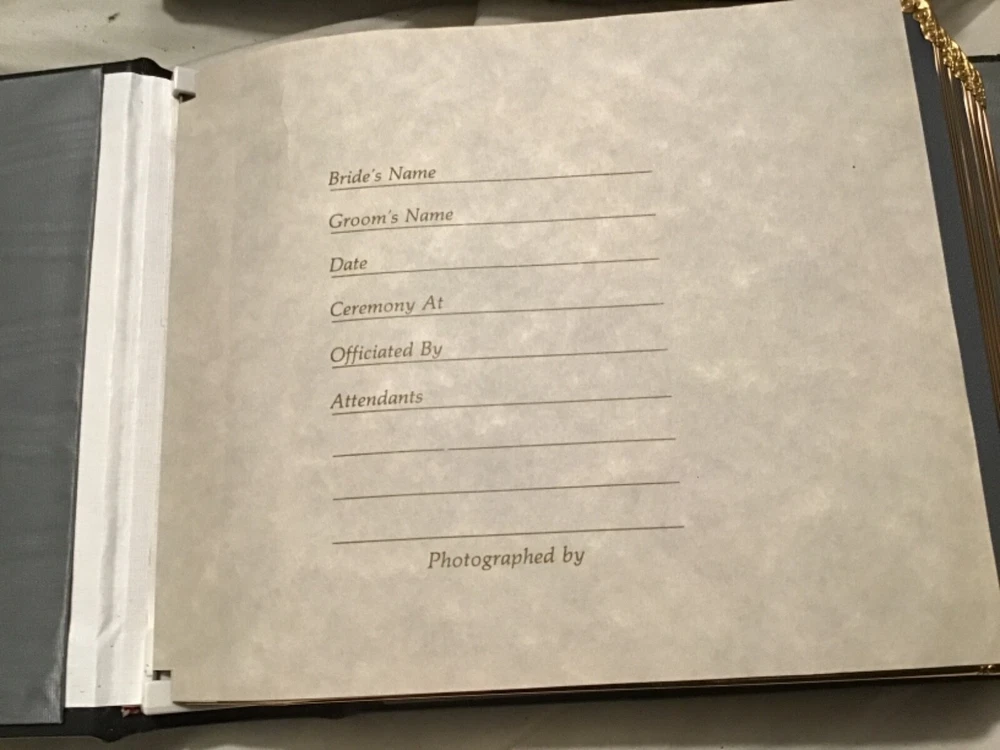 Bride's Name
Groom's Name
Date
Ceremony At
Officiated By
Attendants
Photographed by